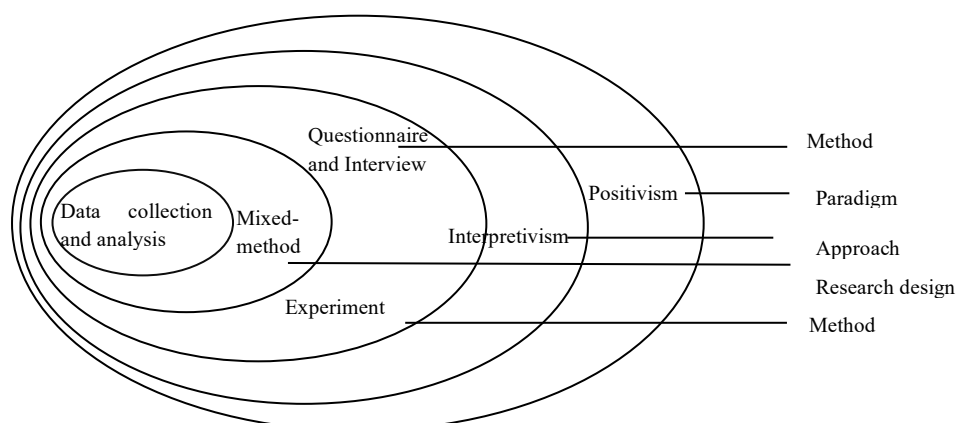 Questionnaire
and Interview
Method
Positivism
Paradigm
Data collection
and analysis
Mixed-
method
Interpretivism
Approach
Research design
Experiment
Method